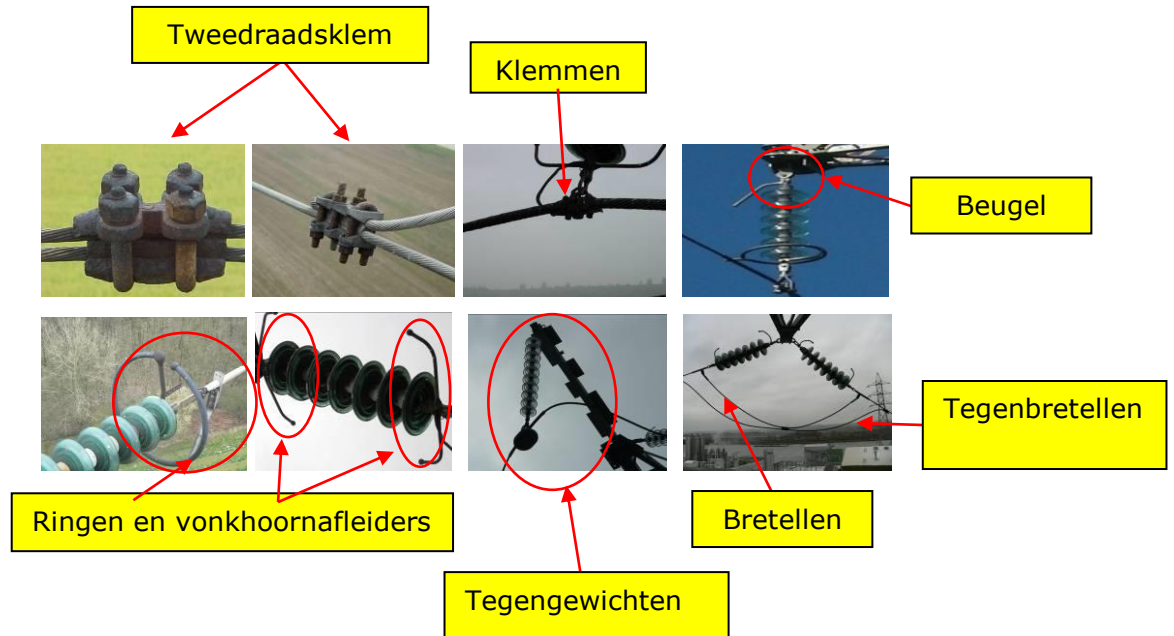 Tweedraadsklem
Klemmen
Beugel
Tegenbretellen
Ringen en vonkhoornafleiders
Bretellen
Tegengewichten